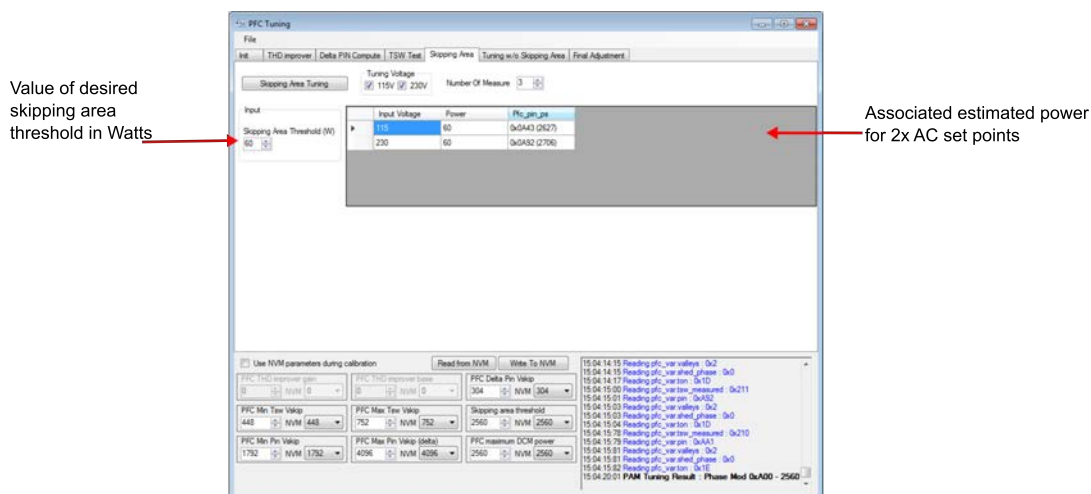 PFC Tuning
File
Init THD improver Delta PIN Compute TSW Test Skipping Area Tuning w/o Skipping Area Final Adjustment
Skipping Area Tuning
Tuning Voltage
115V 230V
Number Of Measure 3
Value of desired
skipping area
threshold in Watts
Input
Skipping Area Threshold (W)
60
Input Voltage Power Pfc_pin_ps
115 60 0x0A43 (2627)
230 60 0x0A92 (2706)
Associated estimated power
for 2x AC set points
Use NVM parameters during calibration
Read from NVM Write To NVM
PFC THD improver gain PFC THD improver base PFC Delta Pin Vskip
0 NVM 0 0 NVM 0 304 NVM 304
PFC Min Tsw Vskip PFC Max Tsw Vskip Skipping area threshold
448 NVM 448 752 NVM 752 2560 NVM 2560
PFC Min Pin Vskip PFC Max Pin Vskip (delta) PFC maximum DCM power
1792 NVM 1792 4096 NVM 4096 2560 NVM 2560
15:04:14:15 Reading pfc_var.valleys : 0x2
15:04:14:15 Reading pfc_var.shed_phase : 0x0
15:04:14:17 Reading pfc_var.ton : 0x1D
15:04:15:00 Reading pfc_var.tsw_measured : 0x211
15:04:15:01 Reading pfc_var.pin : 0xA92
15:04:15:03 Reading pfc_var.valleys : 0x2
15:04:15:03 Reading pfc_var.shed_phase : 0x0
15:04:15:04 Reading pfc_var.ton : 0x1D
15:04:15:78 Reading pfc_var.tsw_measured : 0x210
15:04:15:79 Reading pfc_var.pin : 0xAA1
15:04:15:81 Reading pfc_var.valleys : 0x2
15:04:15:81 Reading pfc_var.shed_phase : 0x0
15:04:15:82 Reading pfc_var.ton : 0x1E
15:04:20:01 PAM Tuning Result : Phase Mod 0xA00 - 2560